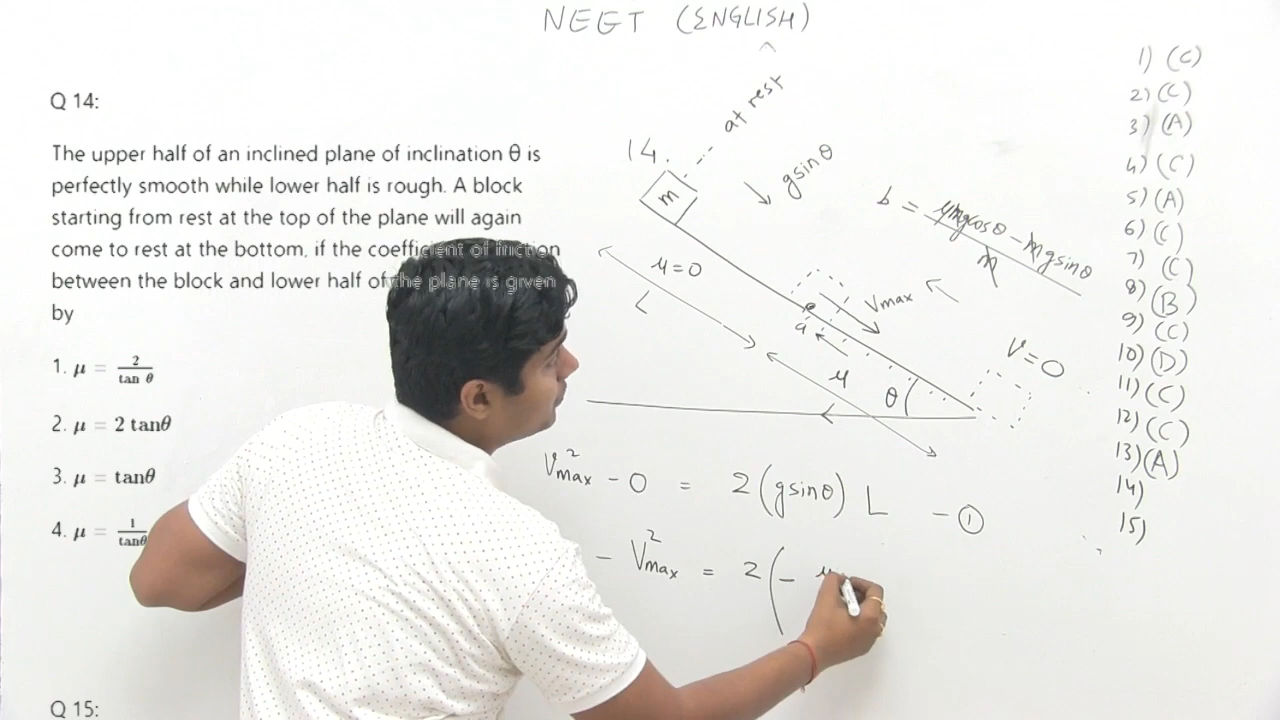 NEET (ENGLISH)
Q 14:
The upper half of an inclined plane of inclination θ is
perfectly smooth while lower half is rough. A block
starting from rest at the top of the plane will again
come to rest at the bottom, if the coefficient of friction
between the block and lower half of the plane is given
by
1. μ = 2/tan θ
2. μ = 2 tanθ
3. μ = tanθ
4. μ = 1/tanθ
Q 15:
14.
at rest
m
g sinθ
μ=0
L
a
Vmax
μ
θ
V=0
b = (μmgcosθ - mgsinθ)/m
V²max - 0 = 2(gsinθ) L - ①
- V²max = 2(- μ
1) (C)
2) (C)
3) (A)
4) (C)
5) (A)
6) (C)
7) (C)
8) (B)
9) (C)
10) (D)
11) (C)
12) (C)
13) (A)
14)
15)